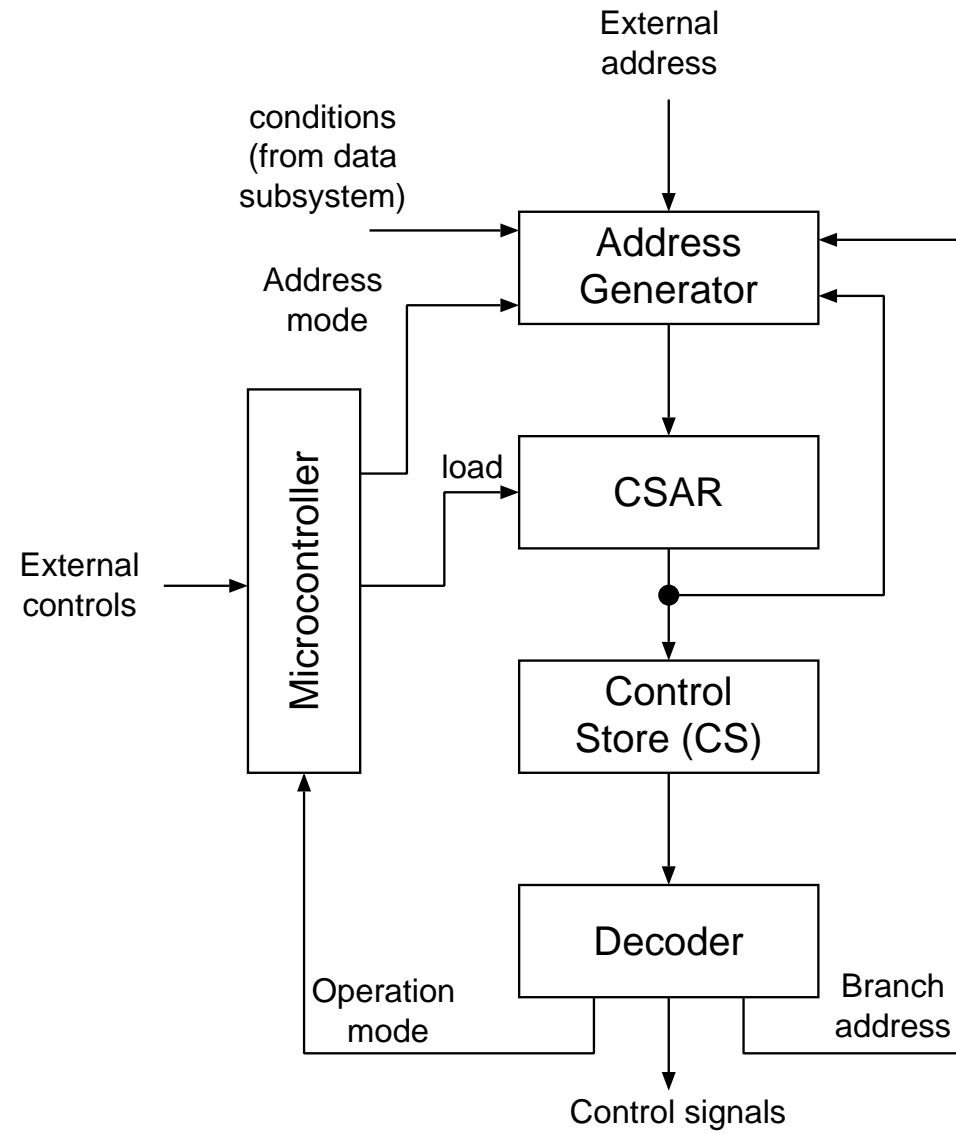 External
address
conditions
(from data
subsystem)
Address
Generator
Address
mode
Microcontroller
load
CSAR
External
controls
Control
Store (CS)
Decoder
Operation
mode
Branch
address
Control signals